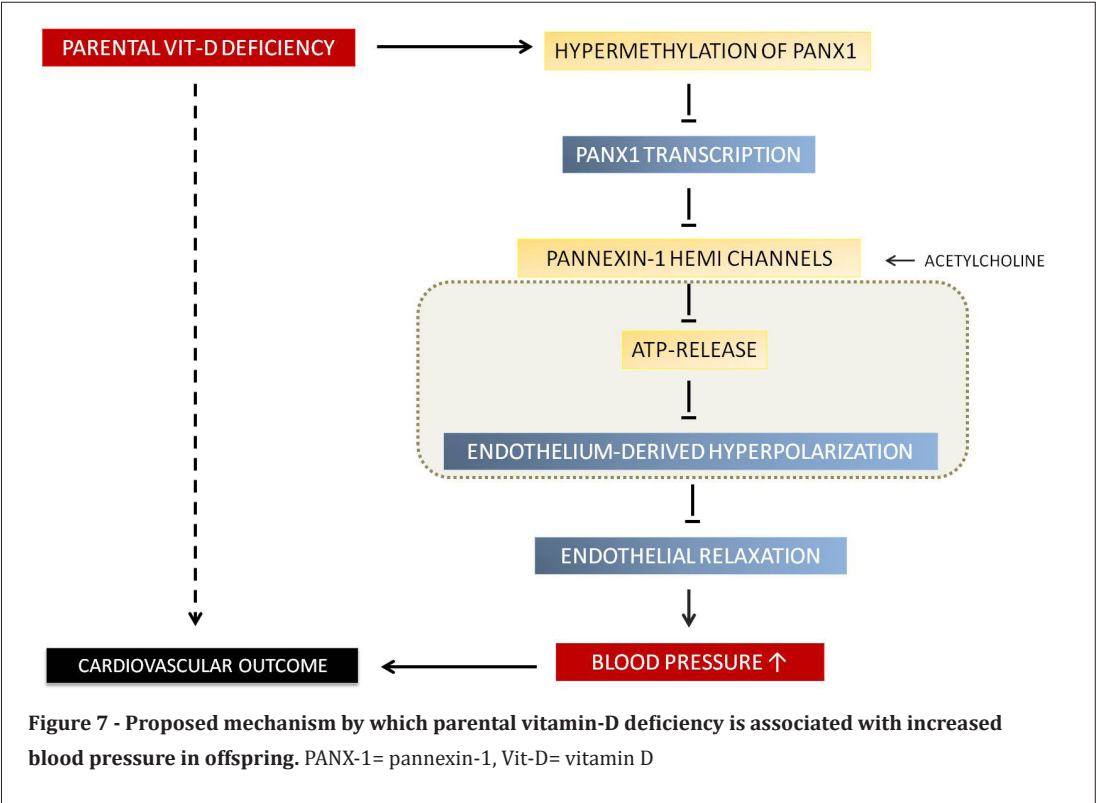 PARENTAL VIT-D DEFICIENCY
HYPERMETHYLATION OF PANX1
PANX1 TRANSCRIPTION
PANNEXIN-1 HEMI CHANNELS
← ACETYLCHOLINE
ATP-RELEASE
ENDOTHELIUM-DERIVED HYPERPOLARIZATION
ENDOTHELIAL RELAXATION
CARDIOVASCULAR OUTCOME
BLOOD PRESSURE ↑
Figure 7 - Proposed mechanism by which parental vitamin-D deficiency is associated with increased
blood pressure in offspring. PANX-1= pannexin-1, Vit-D= vitamin D